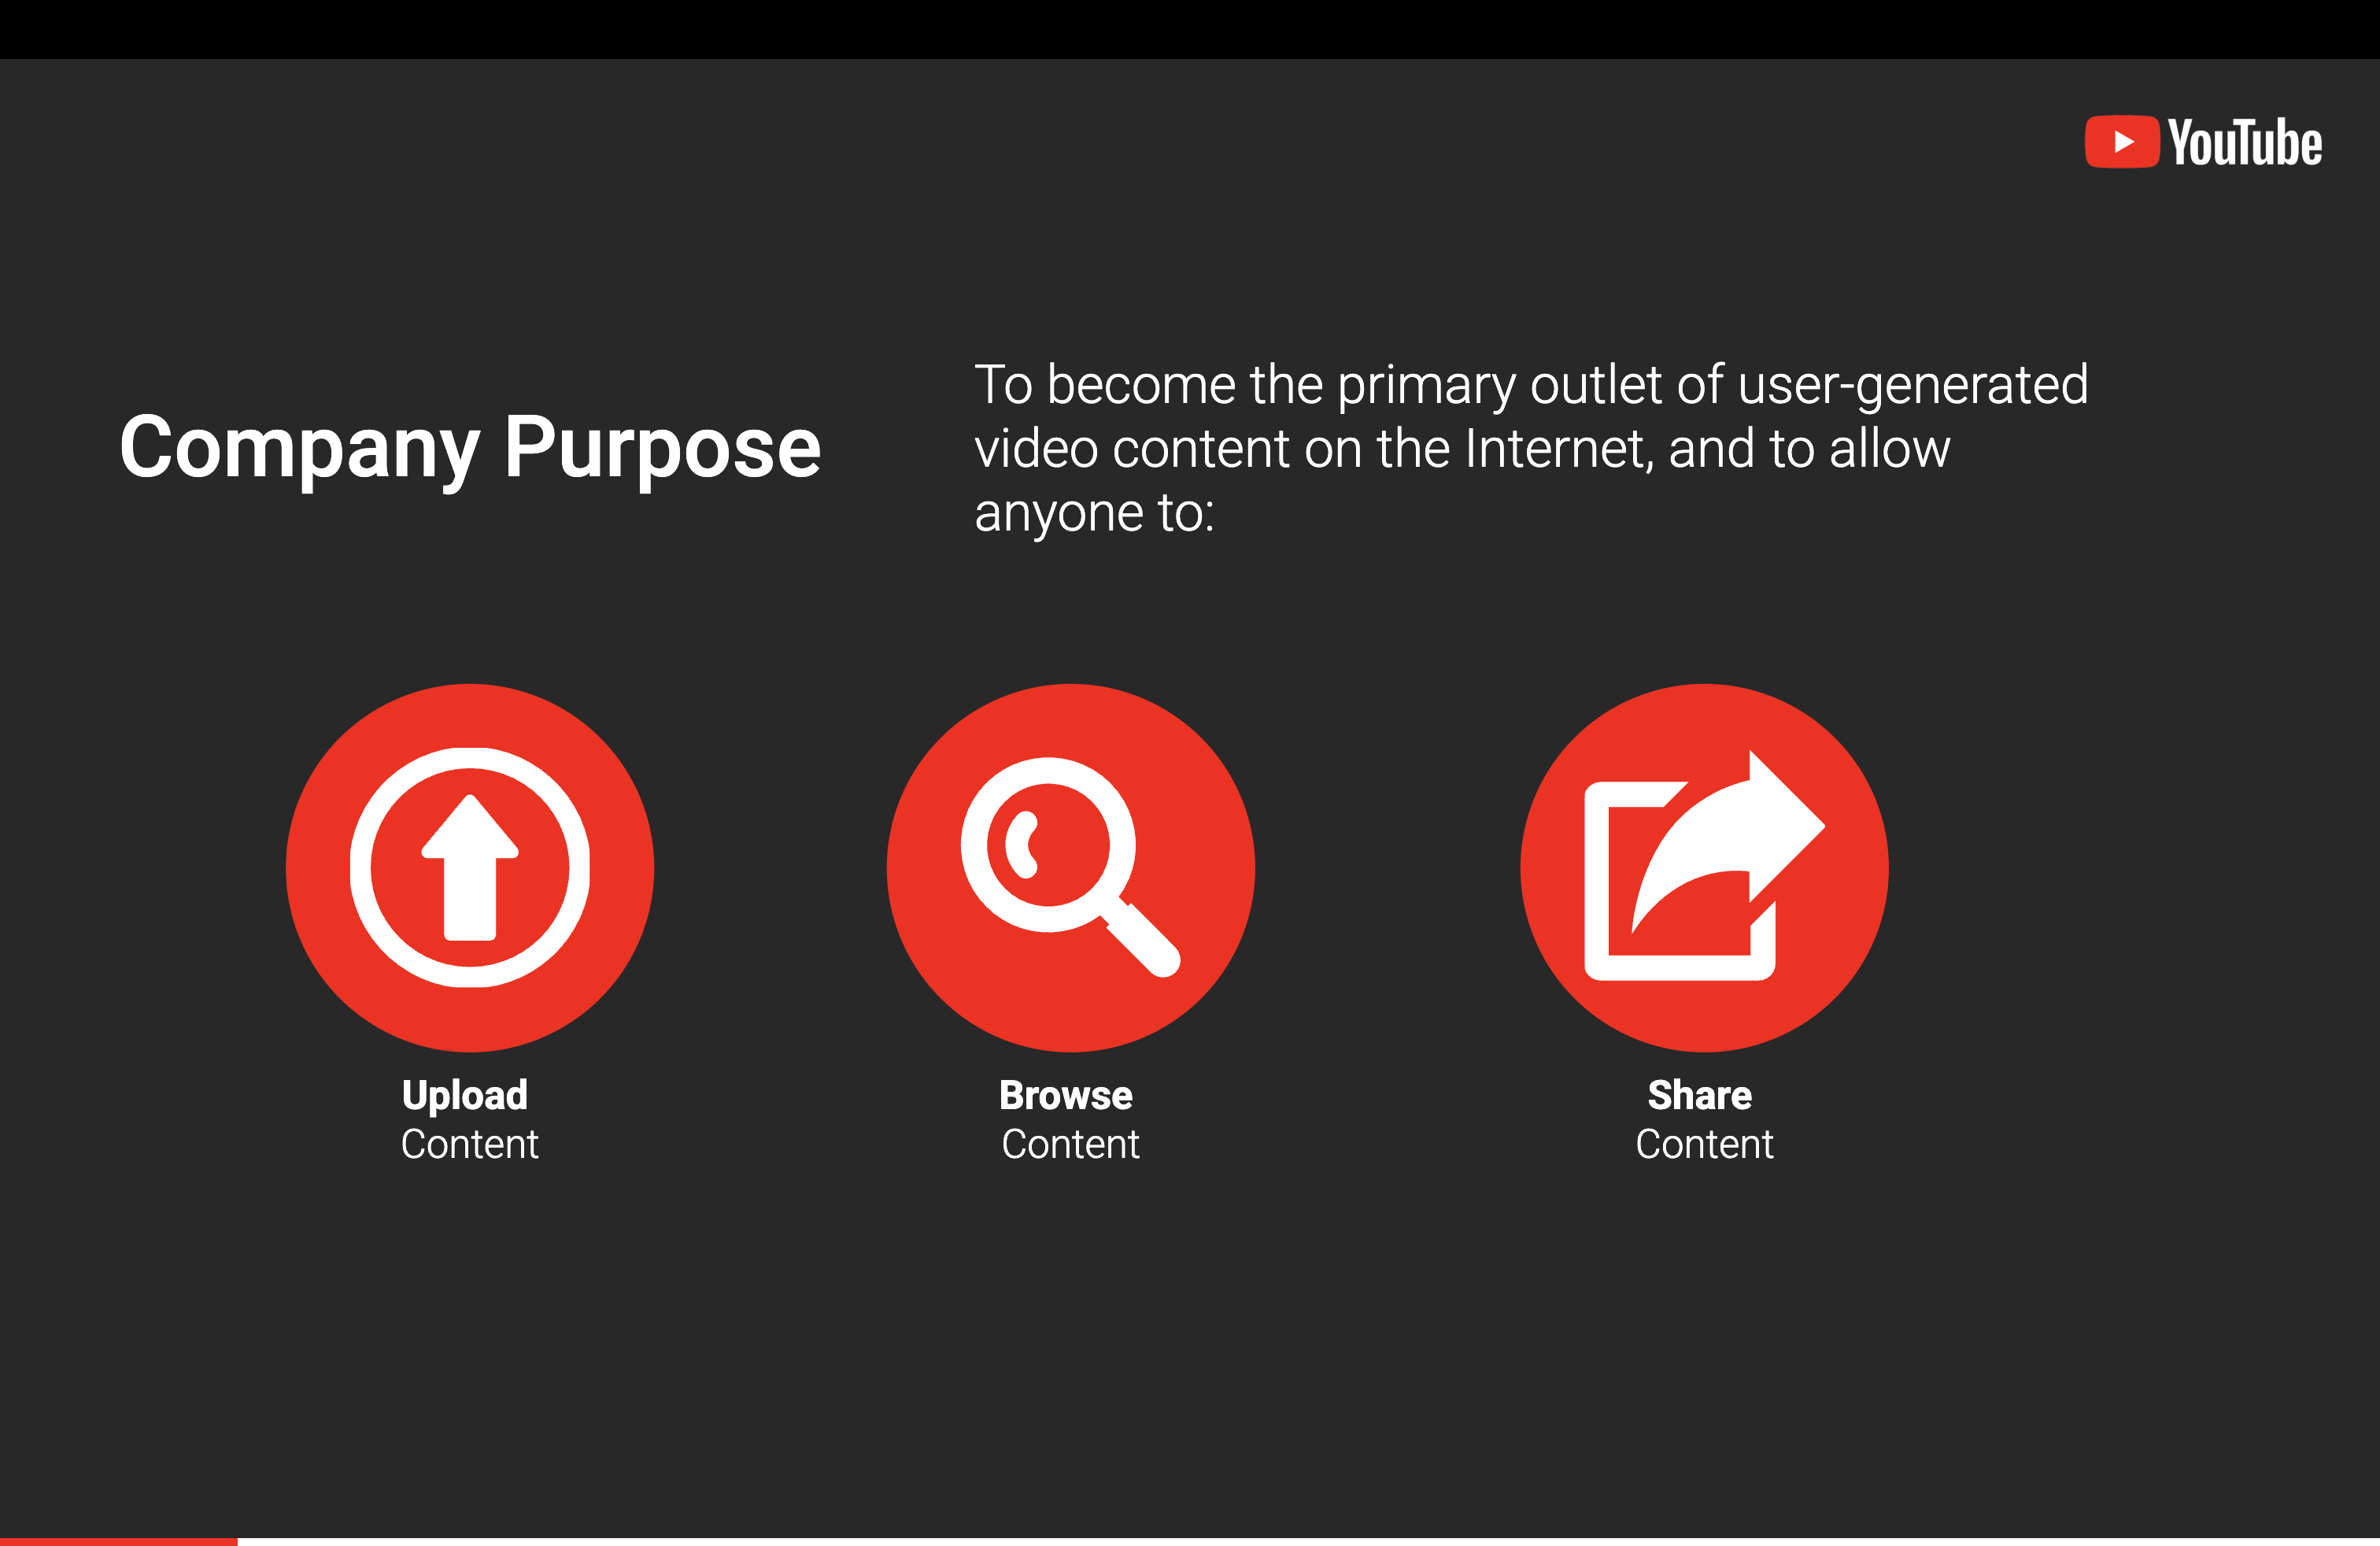 YouTube
Company Purpose
To become the primary outlet of user-generated
video content on the Internet, and to allow
anyone to:
Upload
Content
Browse
Content
Share
Content